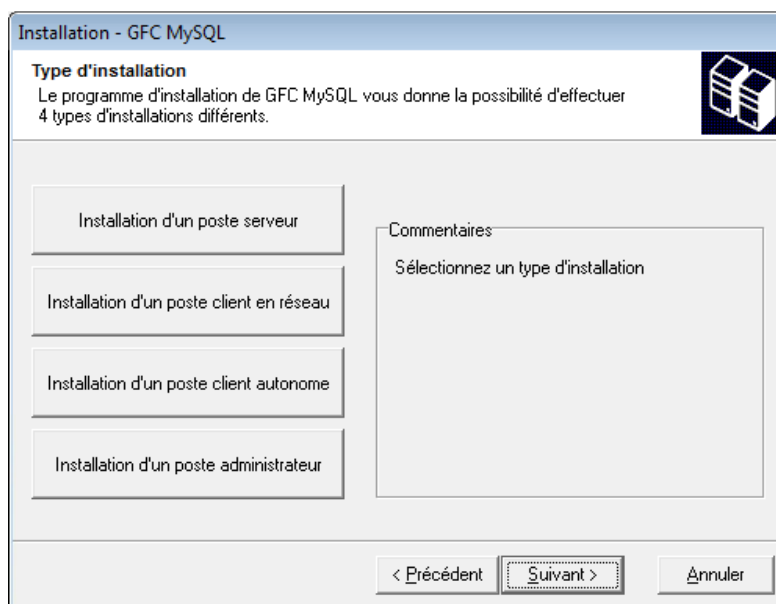 Installation - GFC MySQL
Type d'installation
Le programme d'installation de GFC MySQL vous donne la possibilité d'effectuer
4 types d'installations différents.
Installation d'un poste serveur
Installation d'un poste client en réseau
Installation d'un poste client autonome
Installation d'un poste administrateur
Commentaires
Sélectionnez un type d'installation
< Précédent
Suivant >
Annuler